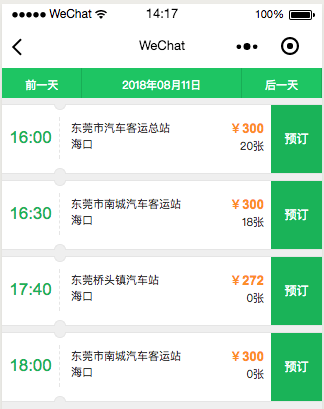 WeChat 14:17 100%
WeChat
前一天 2018年08月11日 后一天
16:00 东莞市汽车客运总站 ￥300 预订
海口 20张
16:30 东莞市南城汽车客运站 ￥300 预订
海口 18张
17:40 东莞桥头镇汽车站 ￥272 预订
海口 0张
18:00 东莞市南城汽车客运站 ￥300 预订
海口 0张